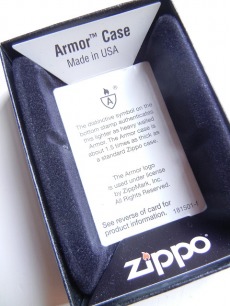 Armor™ Case
Made in USA
A
The distinctive symbol on the
bottom stamp authenticates
this lighter as heavy walled
Armor. The Armor case is
about 1.5 times as thick as
a standard Zippo case.
The Armor logo
is used under license
by ZippMark, Inc.
All Rights Reserved.
See reverse of card for
product information.
181501-4
zippo